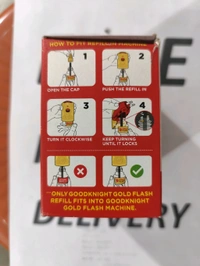 HOW TO FIT REFILL IN MACHINE
1
2
OPEN THE CAP
PUSH THE REFILL IN
3
4
TURN IT CLOCKWISE
KEEP TURNING
UNTIL IT LOCKS
**ONLY GOODKNIGHT GOLD FLASH
REFILL FITS INTO GOODKNIGHT
GOLD FLASH MACHINE.
DELIVERY